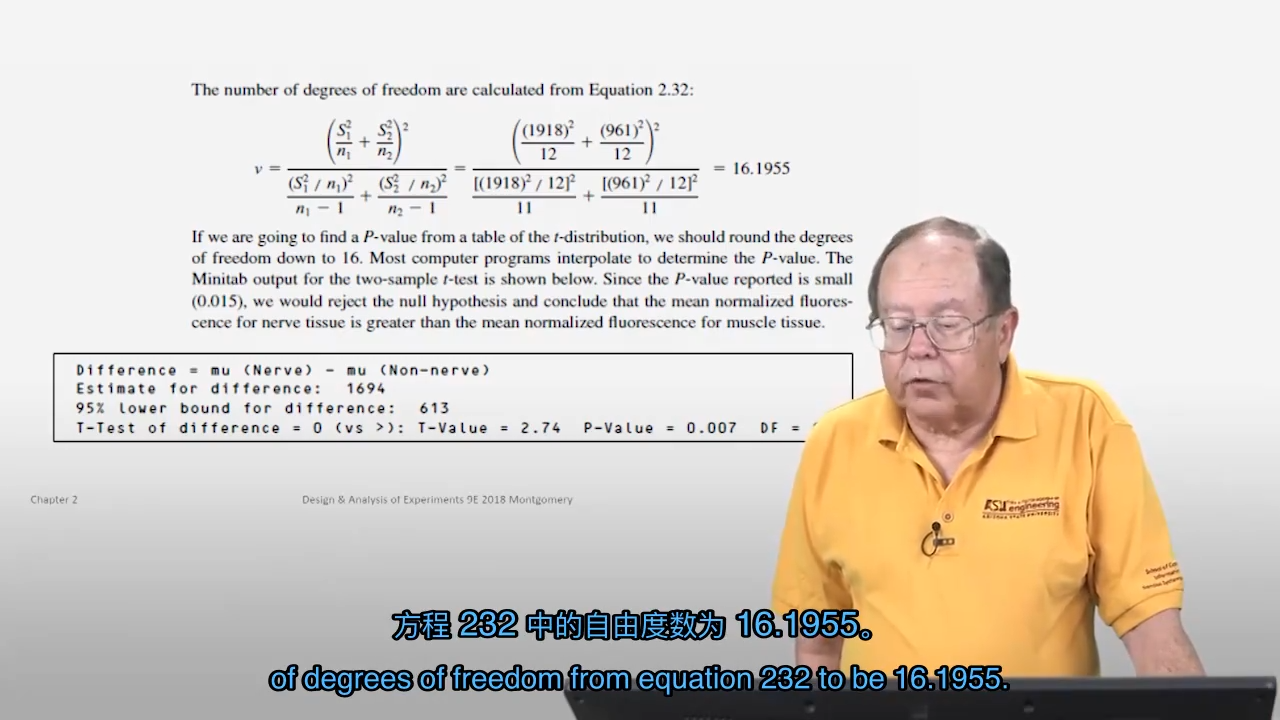 The number of degrees of freedom are calculated from Equation 2.32:
ν = (S₁²/n₁ + S₂²/n₂)² / ((S₁² / n₁)²/(n₁ − 1) + (S₂² / n₂)²/(n₂ − 1)) = ((1918)²/12 + (961)²/12)² / ([(1918)² / 12]²/11 + [(961)² / 12]²/11) = 16.1955
If we are going to find a P-value from a table of the t-distribution, we should round the degrees
of freedom down to 16. Most computer programs interpolate to determine the P-value. The
Minitab output for the two-sample t-test is shown below. Since the P-value reported is small
(0.015), we would reject the null hypothesis and conclude that the mean normalized fluores-
cence for nerve tissue is greater than the mean normalized fluorescence for muscle tissue.
Difference = mu (Nerve) - mu (Non-nerve)
Estimate for difference: 1694
95% lower bound for difference: 613
T-Test of difference = 0 (vs >): T-Value = 2.74 P-Value = 0.007 DF =
Chapter 2
Design & Analysis of Experiments 9E 2018 Montgomery
ASU
engineering
ARIZONA STATE UNIVERSITY
方程 232 中的自由度数为 16.1955。
of degrees of freedom from equation 232 to be 16.1955.